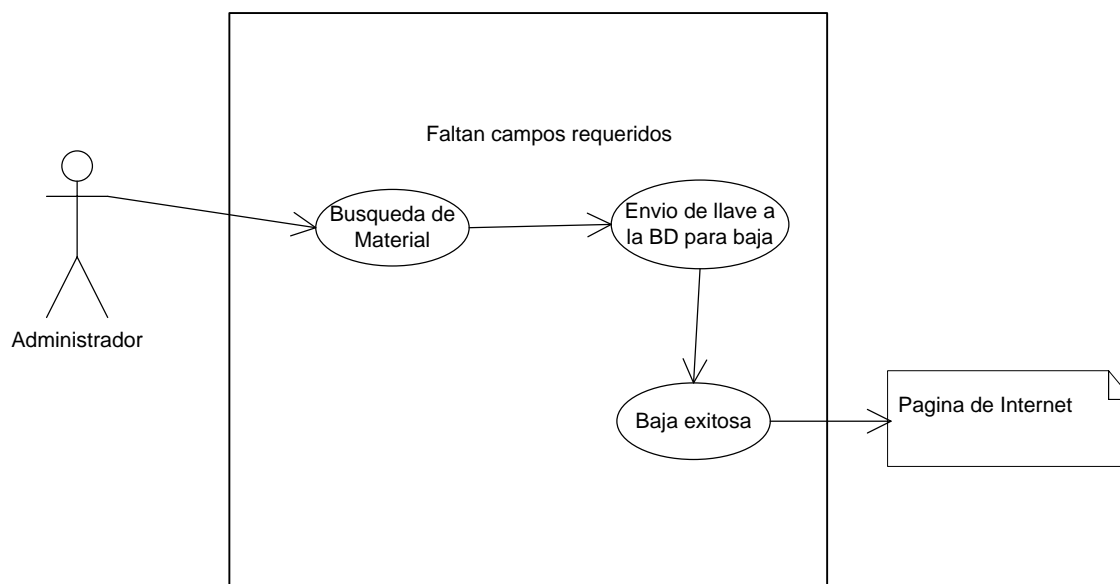 Faltan campos requeridos
Busqueda de
Material
Envio de llave a
la BD para baja
Administrador
Baja exitosa
Pagina de Internet